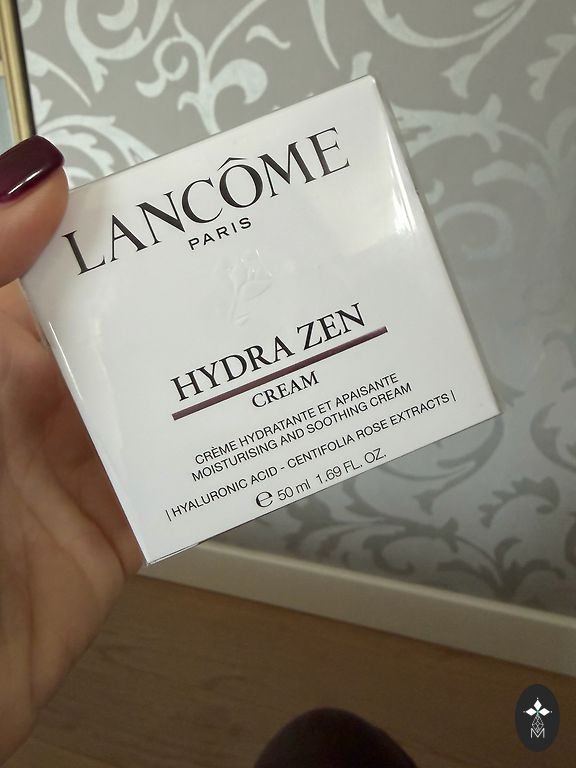 LANCÔME
PARIS
HYDRA ZEN
CREAM
CRÈME HYDRATANTE ET APAISANTE
MOISTURISING AND SOOTHING CREAM
| HYALURONIC ACID - CENTIFOLIA ROSE EXTRACTS |
℮ 50 ml 1.69 FL. OZ.
M